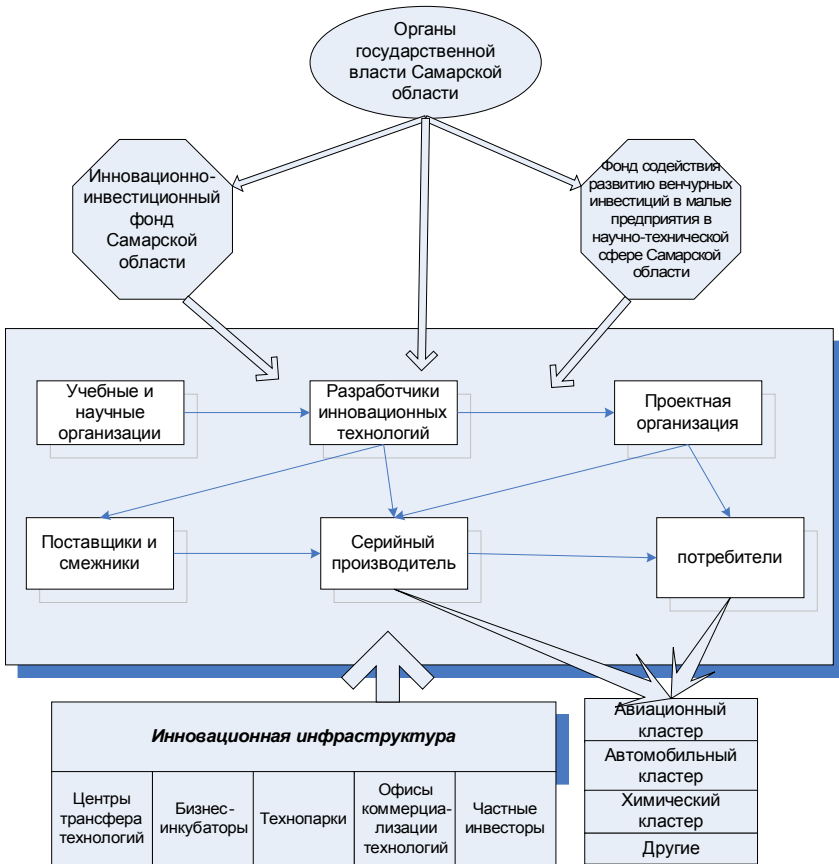 Органы
государственной
власти Самарской
области
Инновационно-
инвестиционный
фонд
Самарской
области
Фонд содействия
развитию венчурных
инвестиций в малые
предприятия в
научно-технической
сфере Самарской
области
Учебные и
научные
организации
Разработчики
инновационных
технологий
Проектная
организация
Поставщики и
смежники
Серийный
производитель
потребители
Инновационная инфраструктура
Центры
трансфера
технологий
Бизнес-
инкубаторы
Технопарки
Офисы
коммерциа-
лизации
технологий
Частные
инвесторы
Авиационный
кластер
Автомобильный
кластер
Химический
кластер
Другие